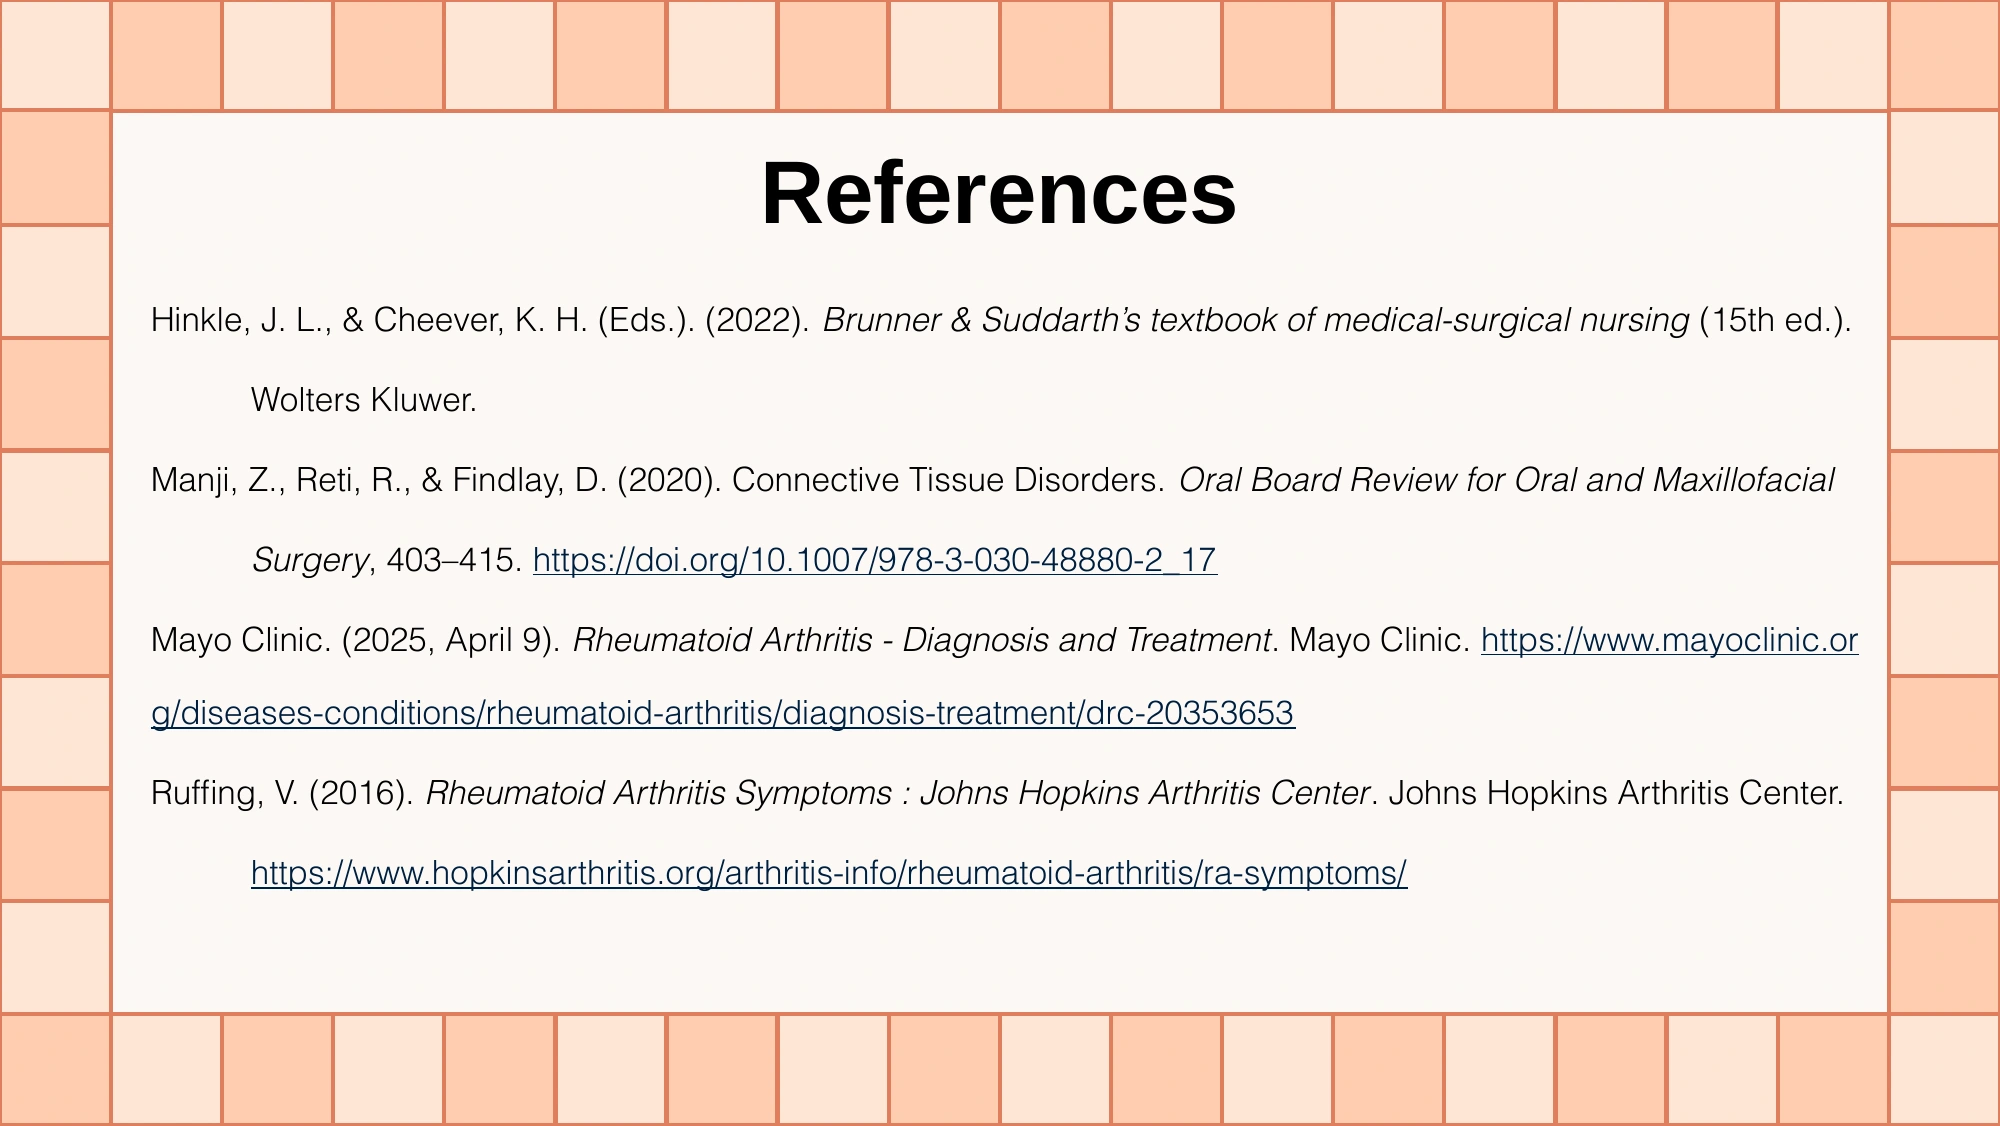 References
Hinkle, J. L., & Cheever, K. H. (Eds.). (2022). Brunner & Suddarth’s textbook of medical-surgical nursing (15th ed.).
Wolters Kluwer.
Manji, Z., Reti, R., & Findlay, D. (2020). Connective Tissue Disorders. Oral Board Review for Oral and Maxillofacial
Surgery, 403–415. https://doi.org/10.1007/978-3-030-48880-2_17
Mayo Clinic. (2025, April 9). Rheumatoid Arthritis - Diagnosis and Treatment. Mayo Clinic. https://www.mayoclinic.or
g/diseases-conditions/rheumatoid-arthritis/diagnosis-treatment/drc-20353653
Ruffing, V. (2016). Rheumatoid Arthritis Symptoms : Johns Hopkins Arthritis Center. Johns Hopkins Arthritis Center.
https://www.hopkinsarthritis.org/arthritis-info/rheumatoid-arthritis/ra-symptoms/